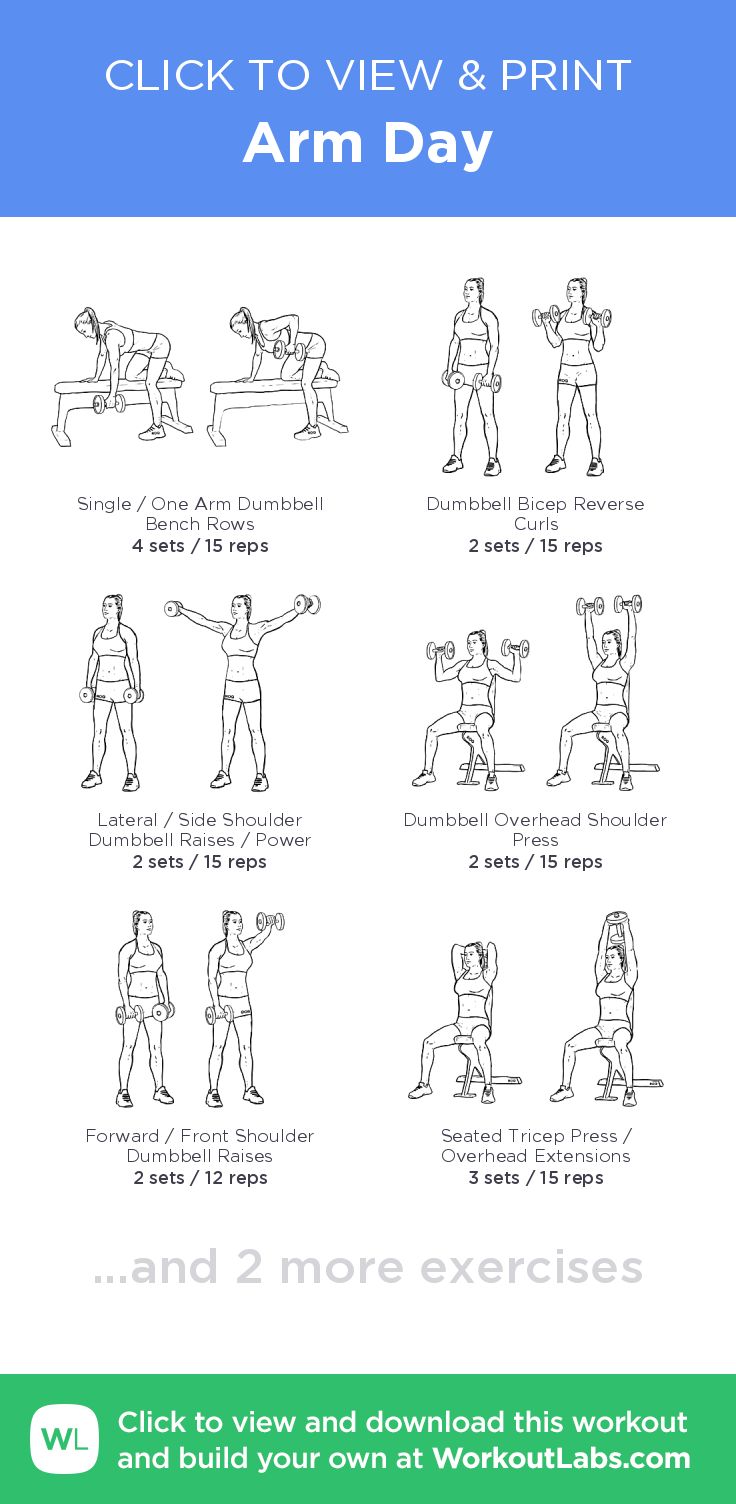 CLICK TO VIEW & PRINT
Arm Day
Single / One Arm Dumbbell
Bench Rows
4 sets / 15 reps
Dumbbell Bicep Reverse
Curls
2 sets / 15 reps
Lateral / Side Shoulder
Dumbbell Raises / Power
2 sets / 15 reps
Dumbbell Overhead Shoulder
Press
2 sets / 15 reps
Forward / Front Shoulder
Dumbbell Raises
2 sets / 12 reps
Seated Tricep Press /
Overhead Extensions
3 sets / 15 reps
...and 2 more exercises
WL
Click to view and download this workout
and build your own at WorkoutLabs.com